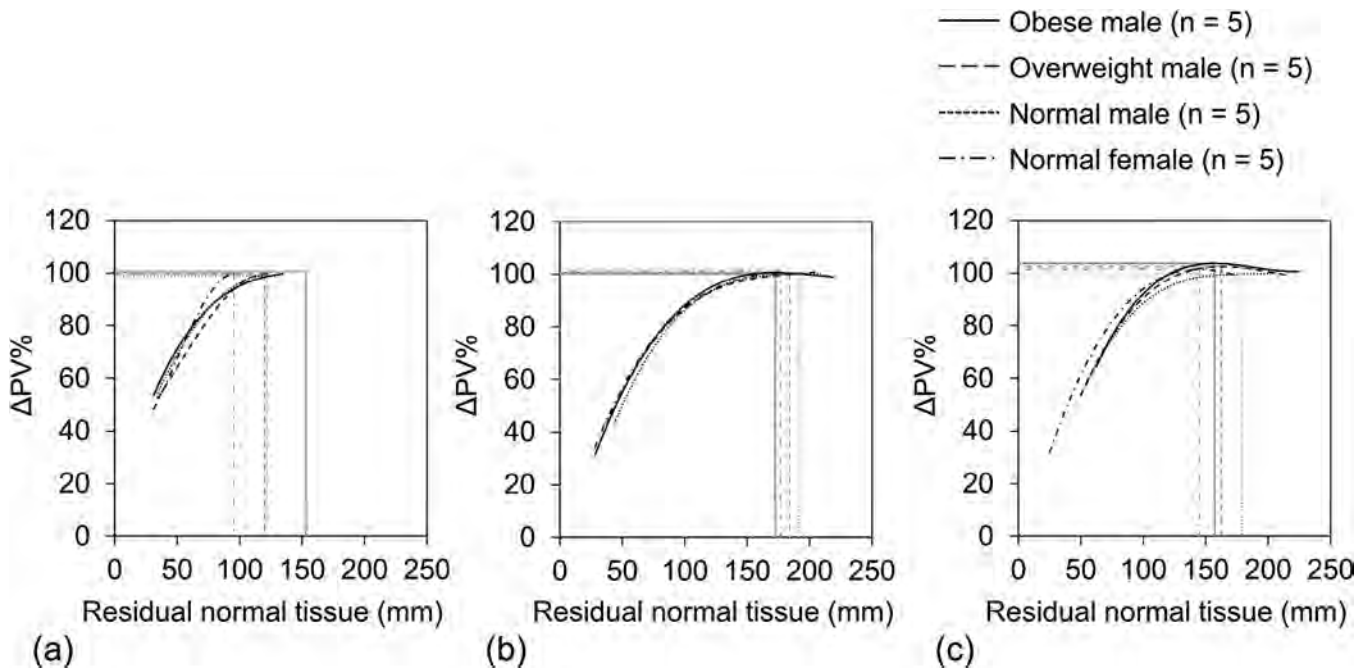 Obese male (n = 5)
Overweight male (n = 5)
Normal male (n = 5)
Normal female (n = 5)
120
100
80
60
40
20
0
ΔPV%
0 50 100 150 200 250
Residual normal tissue (mm)
(a)
120
100
80
60
40
20
0
ΔPV%
0 50 100 150 200 250
Residual normal tissue (mm)
(b)
120
100
80
60
40
20
0
ΔPV%
0 50 100 150 200 250
Residual normal tissue (mm)
(c)